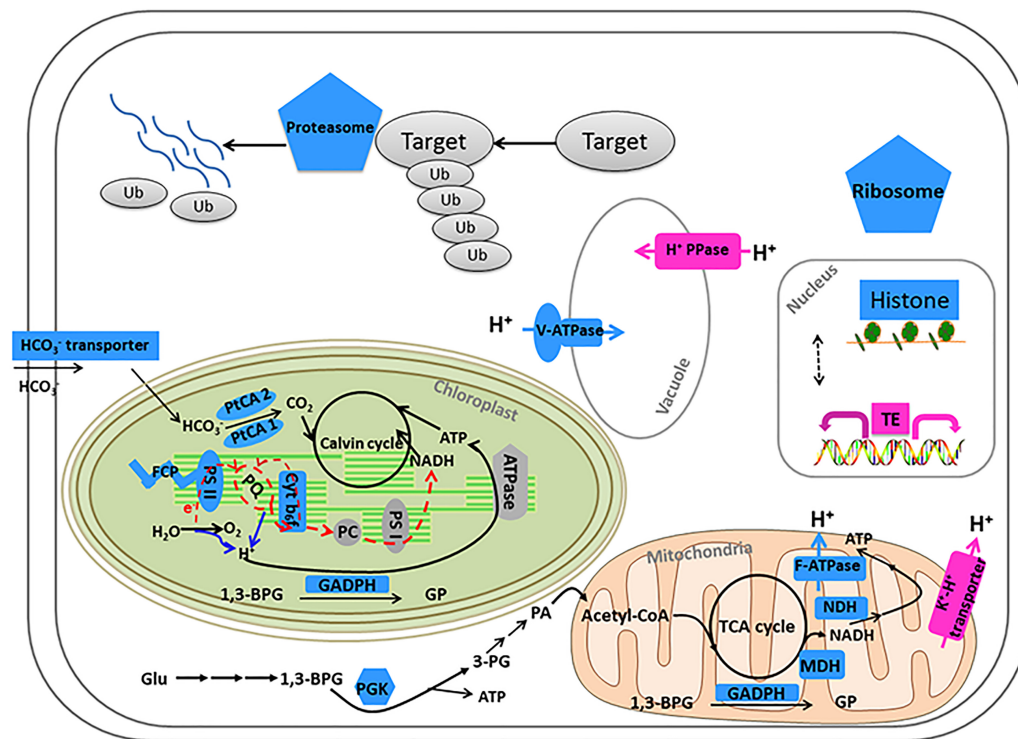 Proteasome
Target
Target
Ub
Ub
Ub
Ub
Ub
Ub
Ribosome
H⁺ PPase
H⁺
Nucleus
Histone
H⁺
V-ATPase
Vacuole
HCO₃⁻ transporter
HCO₃⁻
TE
Chloroplast
PtCA 2
CO₂
HCO₃⁻
PtCA 1
Calvin cycle
ATP
NADH
ATPase
FCP
PS II
PQ
Cyt b₆f
e⁻
PC
PS I
H₂O
O₂
H⁺
GADPH
1,3-BPG
GP
Mitochondria
H⁺
ATP
H⁺
F-ATPase
K⁺-H⁺
transporter
PA
Acetyl-CoA
TCA cycle
NDH
NADH
MDH
3-PG
Glu
1,3-BPG
PGK
ATP
GADPH
1,3-BPG
GP